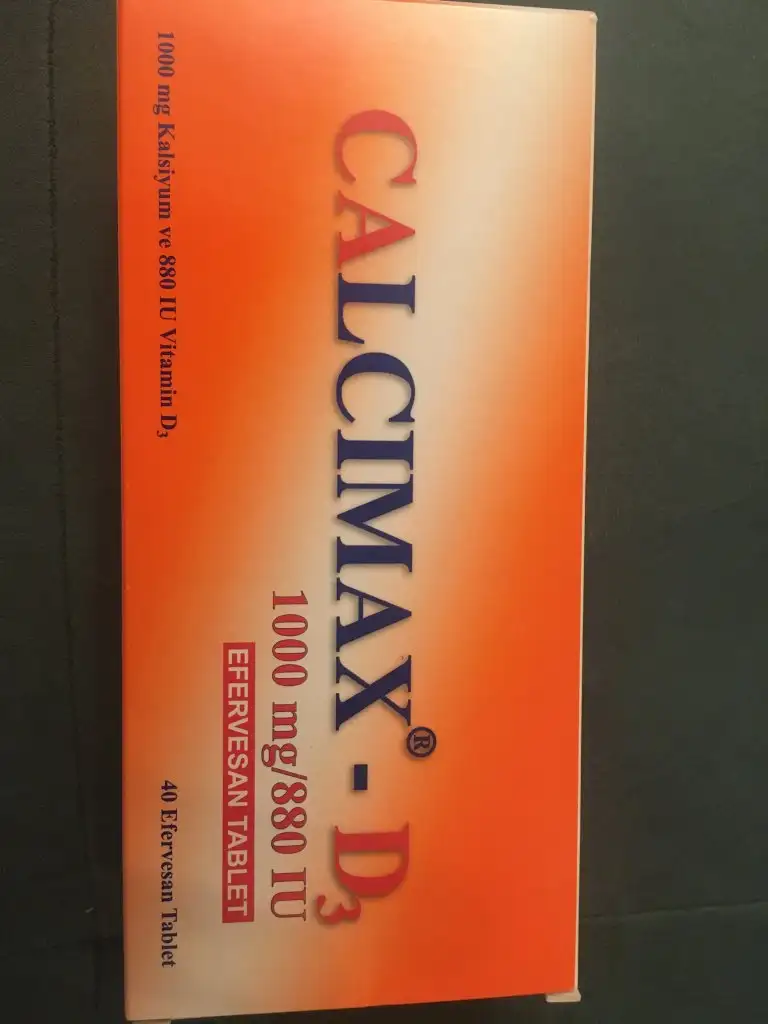 CALCIMAX® - D₃
1000 mg/880 IU
EFERVESAN TABLET
1000 mg Kalsiyum ve 880 IU Vitamin D₃
40 Efervesan Tablet